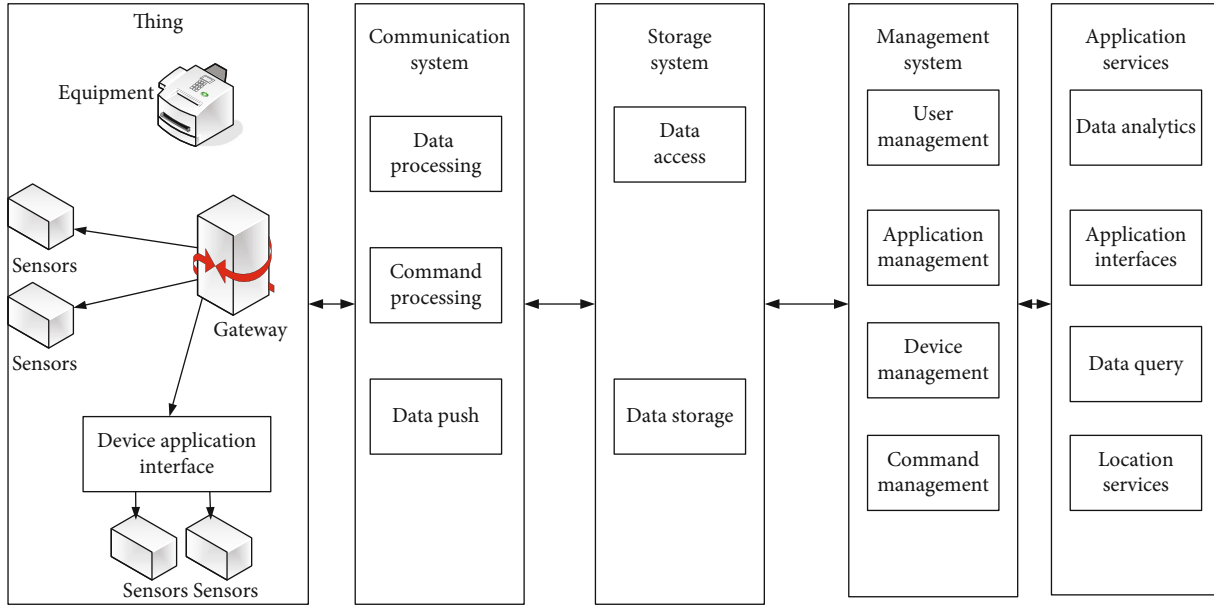 Thing
Equipment
Sensors
Sensors
Gateway
Device application
interface
Sensors Sensors
Communication
system
Data
processing
Command
processing
Data push
Storage
system
Data
access
Data storage
Management
system
User
management
Application
management
Device
management
Command
management
Application
services
Data analytics
Application
interfaces
Data query
Location
services